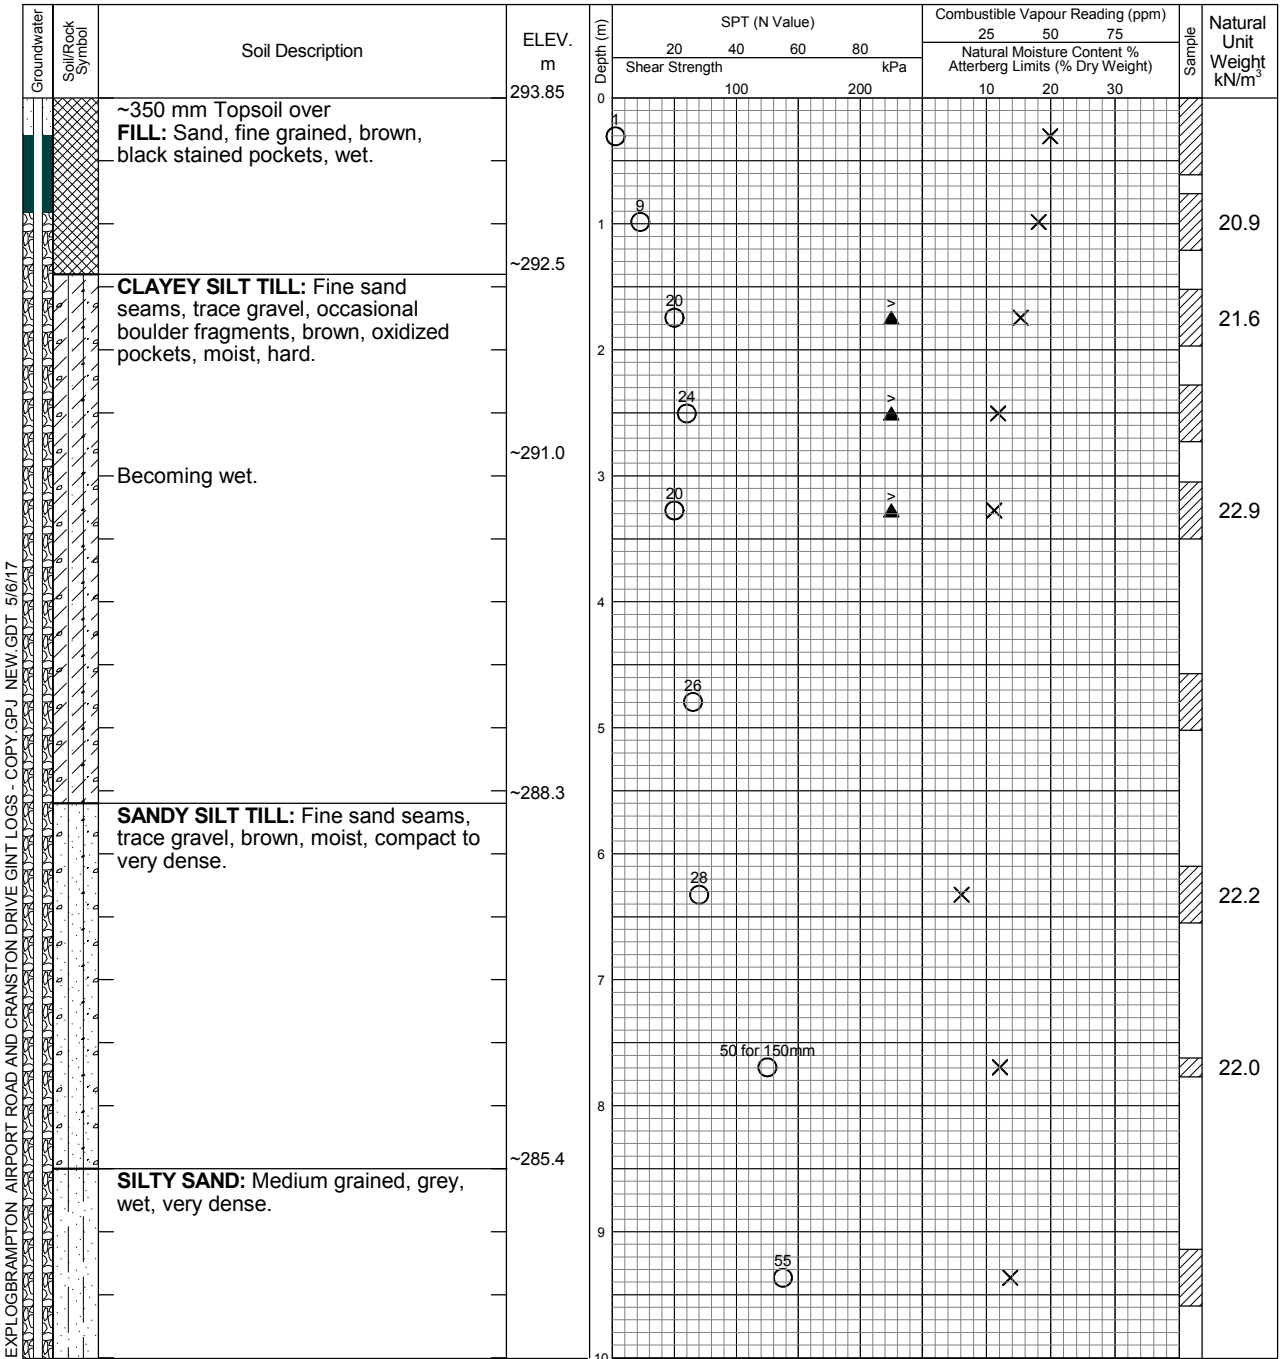 Groundwater
Soil/Rock
Symbol
Soil Description
ELEV.
m
293.85
Depth (m)
SPT (N Value)
20 40 60 80
Shear Strength kPa
100 200
Combustible Vapour Reading (ppm)
25 50 75
Natural Moisture Content %
Atterberg Limits (% Dry Weight)
10 20 30
Sample
Natural
Unit
Weight
kN/m3
0
~350 mm Topsoil over
FILL: Sand, fine grained, brown,
black stained pockets, wet.
1
9
1
20.9
~292.5
CLAYEY SILT TILL: Fine sand
seams, trace gravel, occasional
boulder fragments, brown, oxidized
pockets, moist, hard.
20 >
21.6
2
24 >
~291.0
Becoming wet.
3
20 >
22.9
4
26
5
~288.3
SANDY SILT TILL: Fine sand seams,
trace gravel, brown, moist, compact to
very dense.
6
28
22.2
7
50 for 150mm
22.0
8
~285.4
SILTY SAND: Medium grained, grey,
wet, very dense.
9
55
10
EXPLOGBRAMPTON AIRPORT ROAD AND CRANSTON DRIVE GINT LOGS - COPY.GPJ NEW.GDT 5/6/17